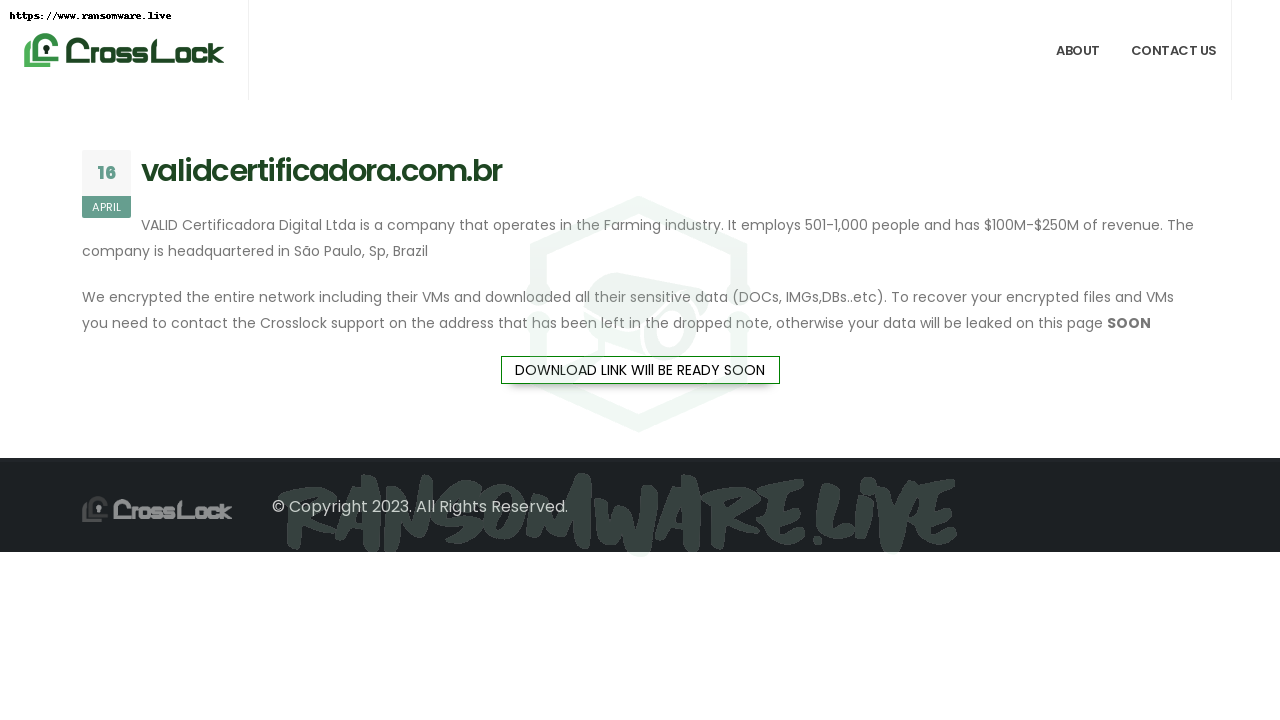 https://www.ransomware.live
CrossLock
ABOUT
CONTACT US
16
APRIL
validcertificadora.com.br
VALID Certificadora Digital Ltda is a company that operates in the Farming industry. It employs 501-1,000 people and has $100M-$250M of revenue. The
company is headquartered in São Paulo, Sp, Brazil
We encrypted the entire network including their VMs and downloaded all their sensitive data (DOCs, IMGs,DBs..etc). To recover your encrypted files and VMs
you need to contact the Crosslock support on the address that has been left in the dropped note, otherwise your data will be leaked on this page SOON
DOWNLOAD LINK WIll BE READY SOON
CrossLock
© Copyright 2023. All Rights Reserved.
RANSOMWARE.LiVE